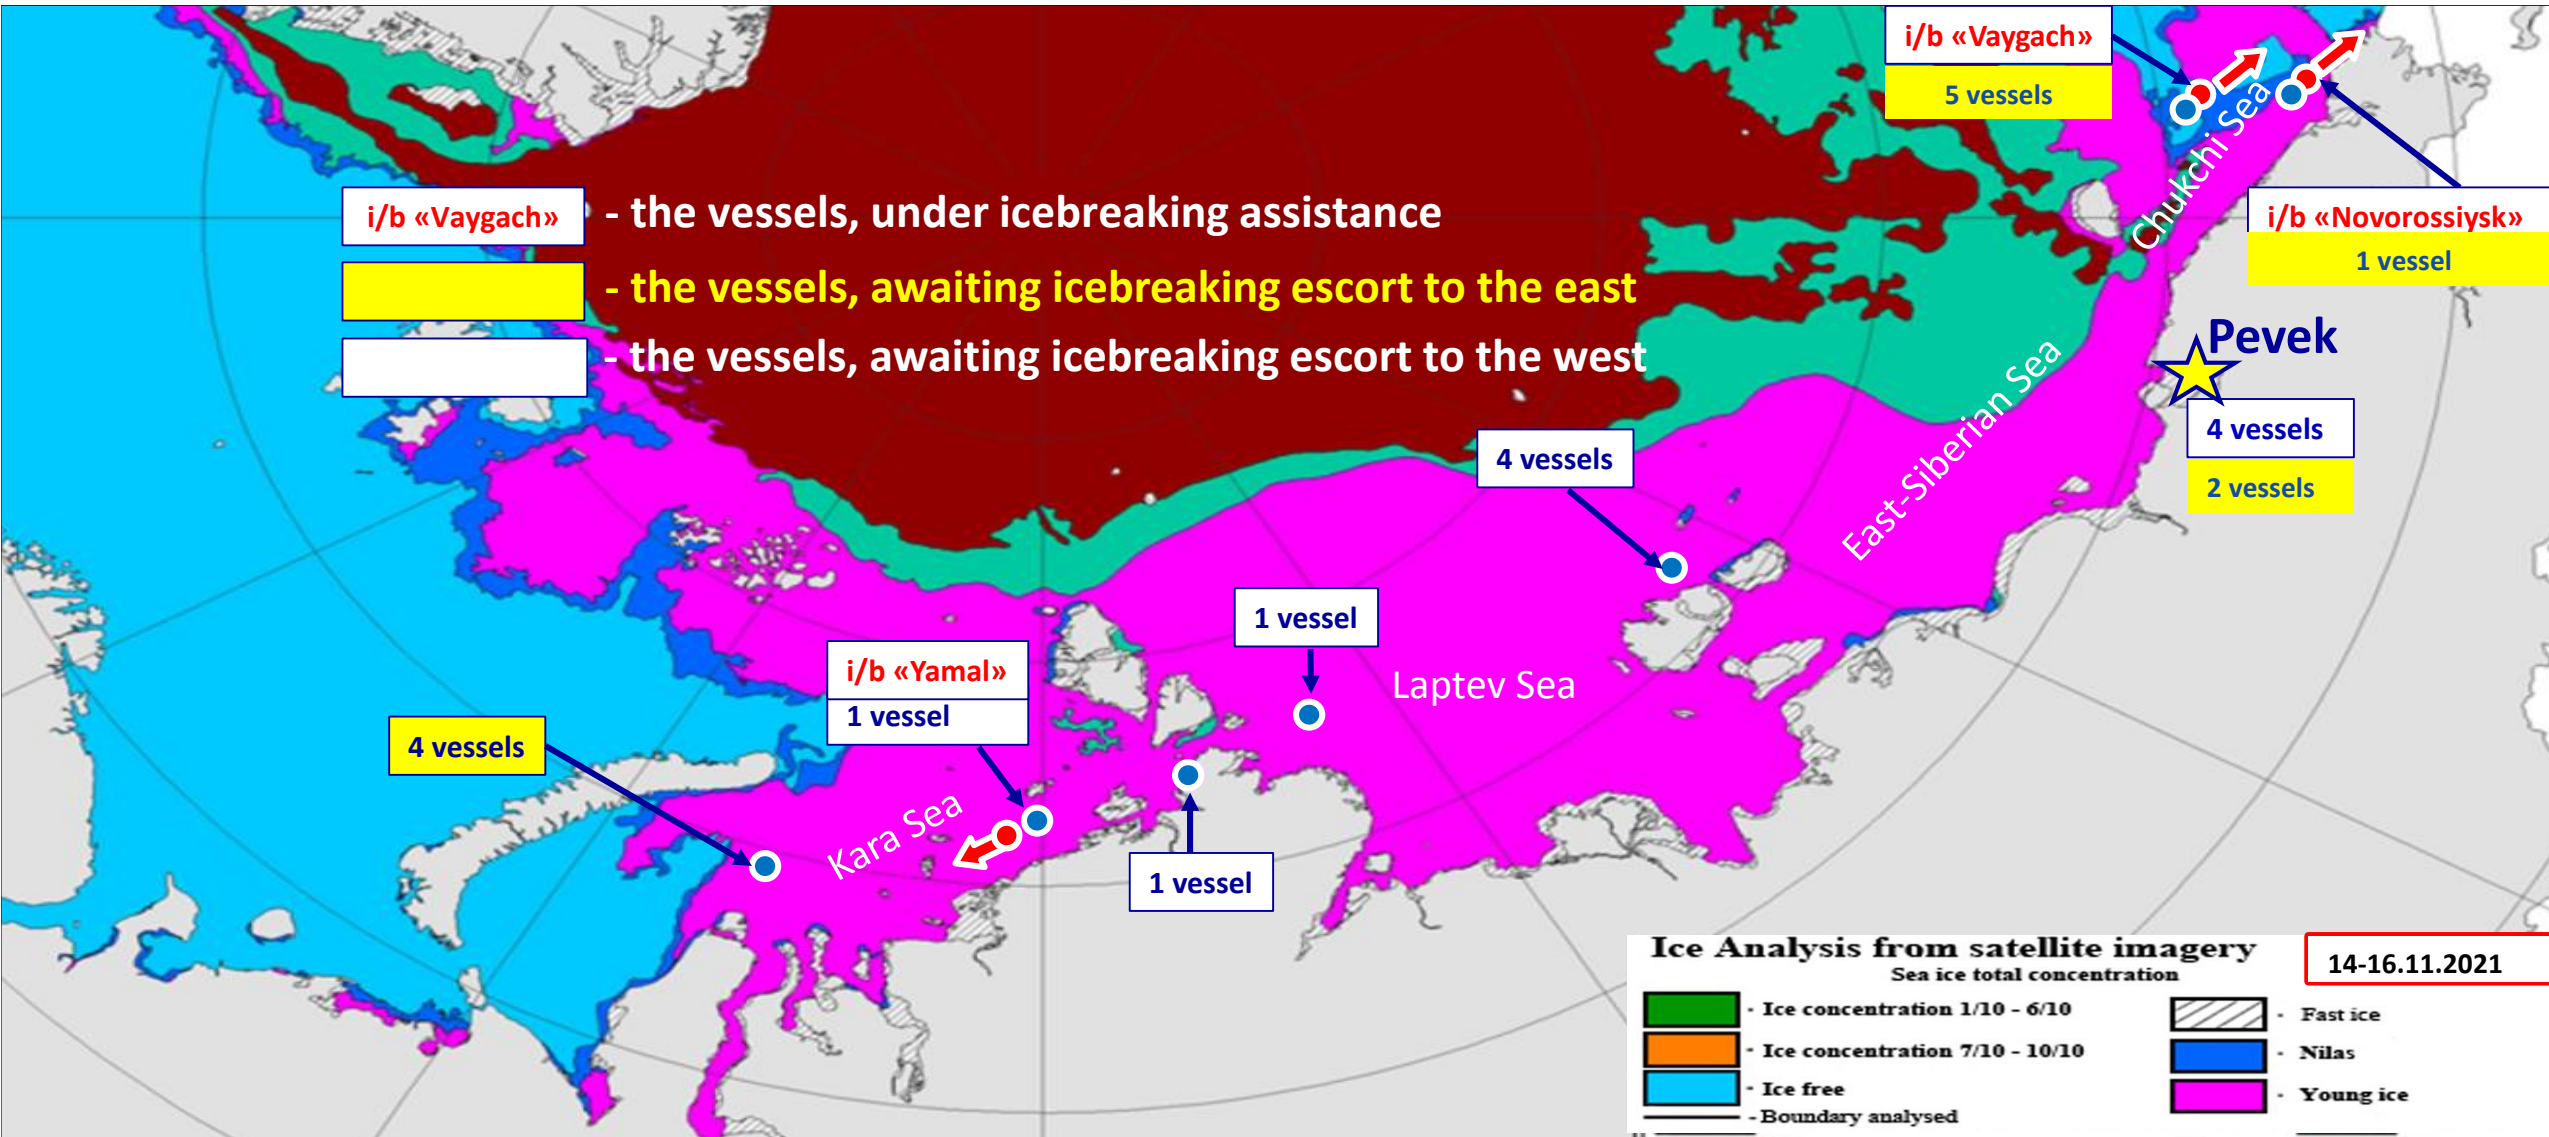 i/b «Vaygach»
5 vessels
i/b «Vaygach»
- the vessels, under icebreaking assistance
- the vessels, awaiting icebreaking escort to the east
- the vessels, awaiting icebreaking escort to the west
Chukchi Sea
i/b «Novorossiysk»
1 vessel
Pevek
4 vessels
2 vessels
4 vessels
East-Siberian Sea
1 vessel
Laptev Sea
i/b «Yamal»
1 vessel
4 vessels
Kara Sea
1 vessel
Ice Analysis from satellite imagery
Sea ice total concentration
14-16.11.2021
- Ice concentration 1/10 - 6/10
- Ice concentration 7/10 - 10/10
- Ice free
- Boundary analysed
- Fast ice
- Nilas
- Young ice